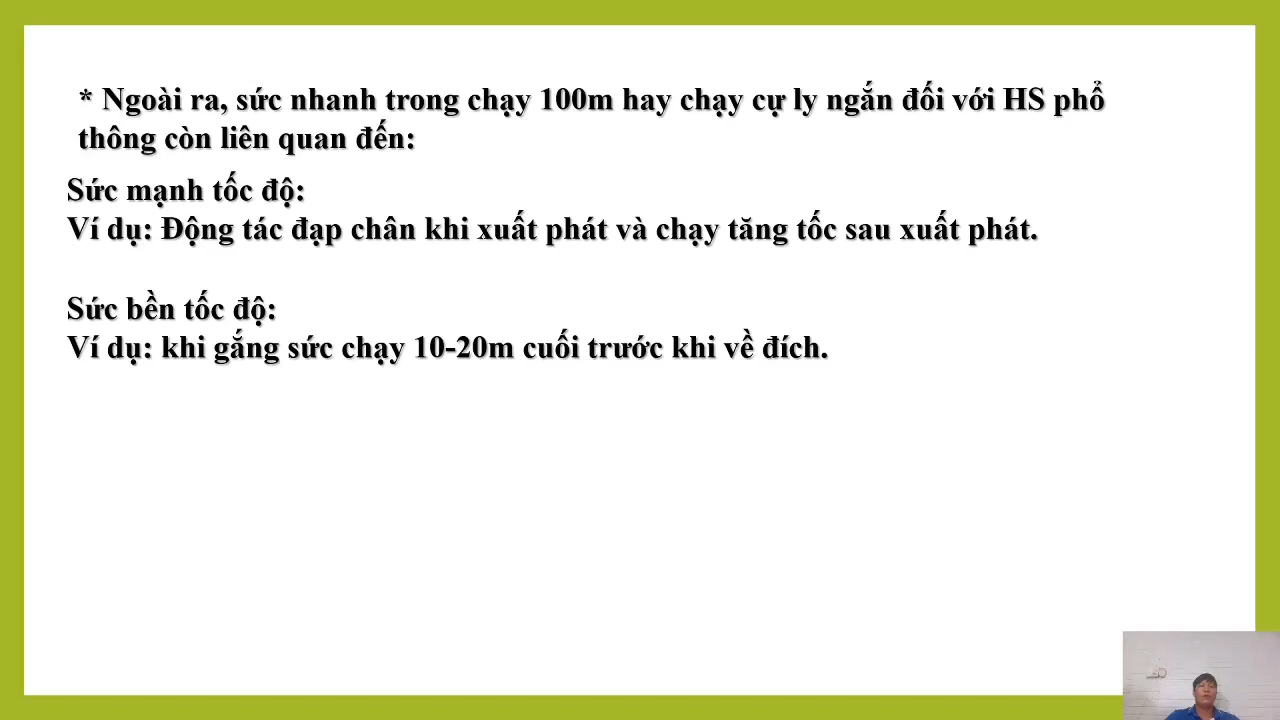 * Ngoài ra, sức nhanh trong chạy 100m hay chạy cự ly ngắn đối với HS phổ
thông còn liên quan đến:
Sức mạnh tốc độ:
Ví dụ: Động tác đạp chân khi xuất phát và chạy tăng tốc sau xuất phát.
Sức bền tốc độ:
Ví dụ: khi gắng sức chạy 10-20m cuối trước khi về đích.